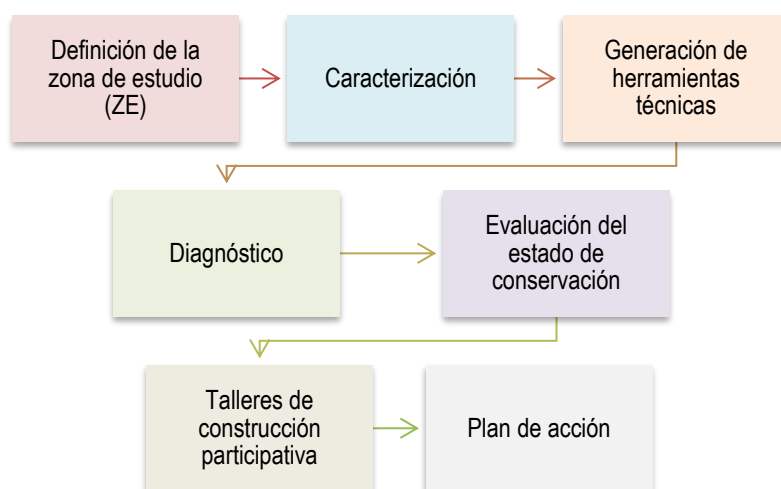 Definición de la
zona de estudio
(ZE)
Caracterización
Generación de
herramientas
técnicas
Diagnóstico
Evaluación del
estado de
conservación
Talleres de
construcción
participativa
Plan de acción